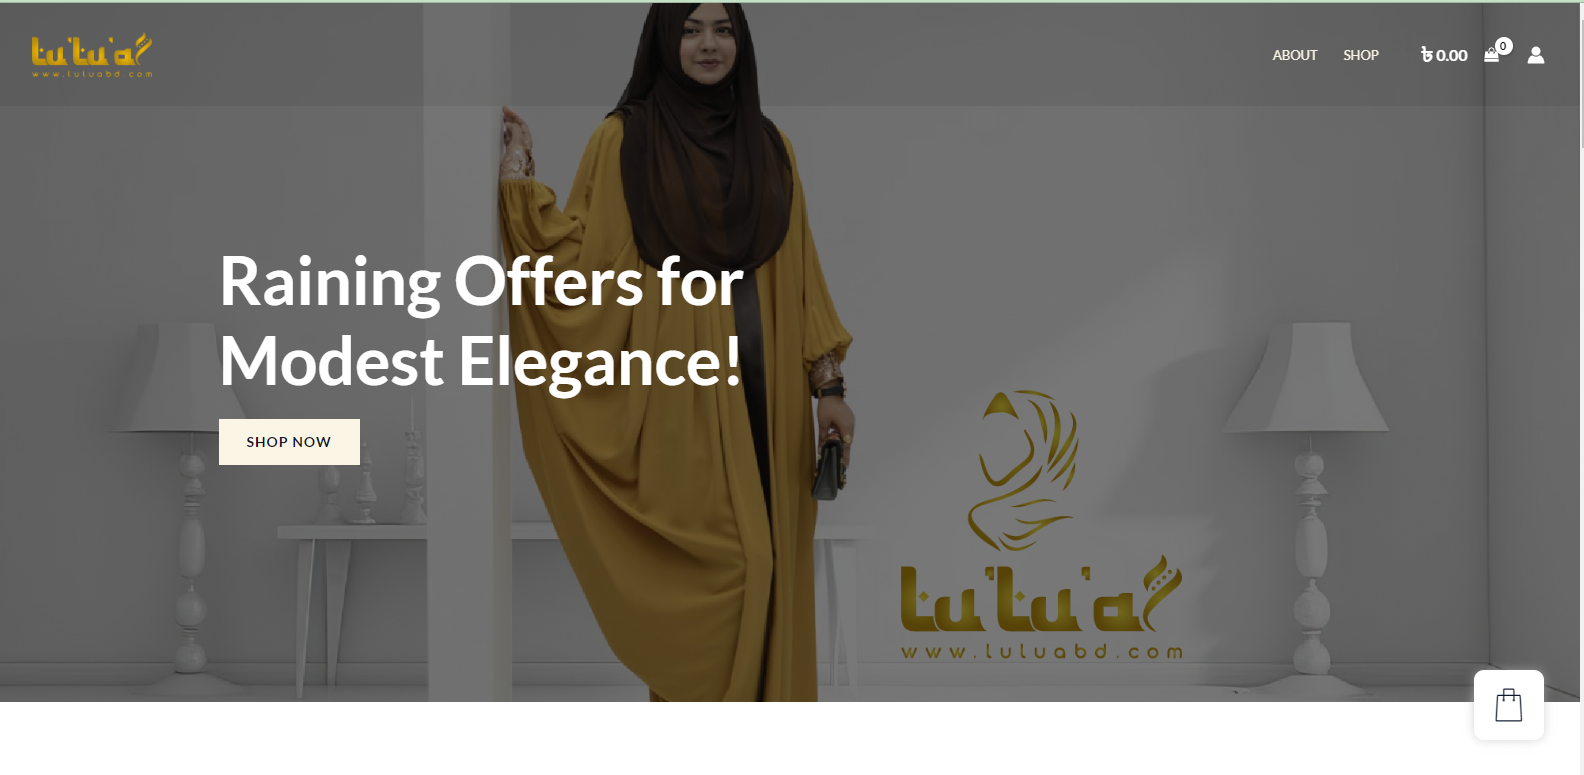 Lu'Lu'a
www.luluabd.com
ABOUT
SHOP
৳ 0.00
0
Raining Offers for
Modest Elegance!
SHOP NOW
Lu'Lu'a
www.luluabd.com